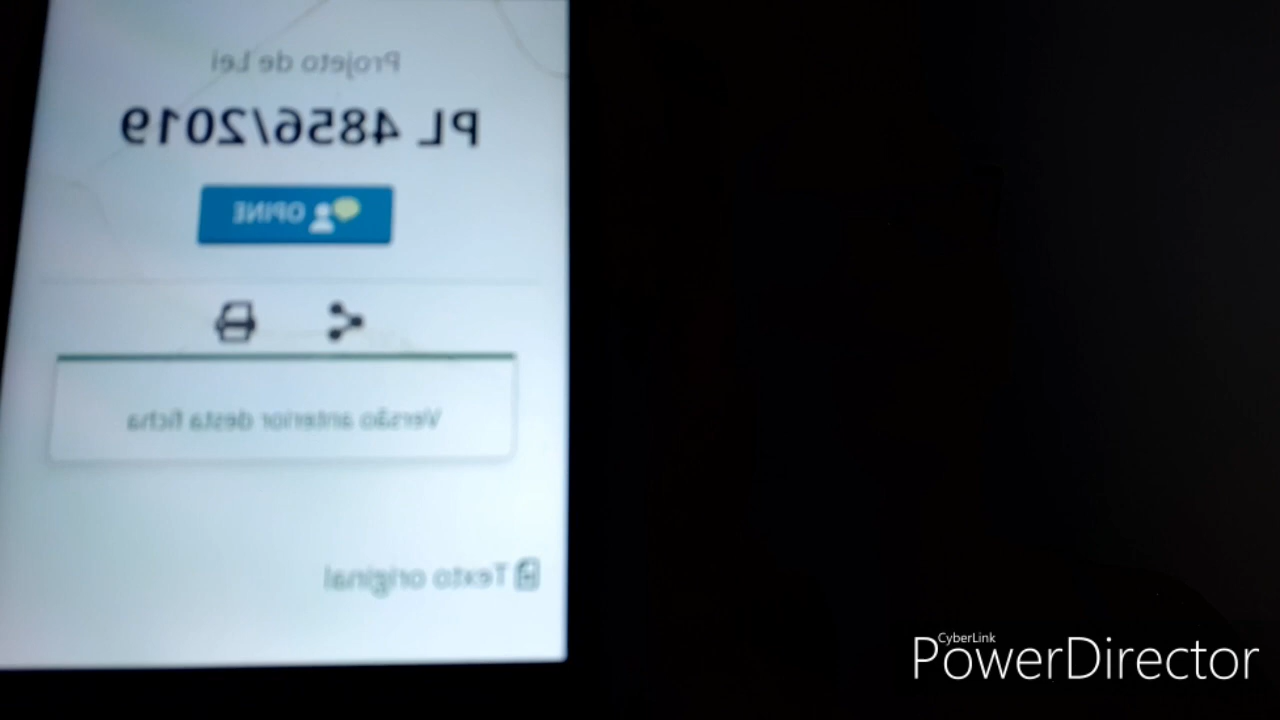 Projeto de Lei
PL 4856/2019
OPINE
Versão anterior desta ficha
Texto original
CyberLink
PowerDirector